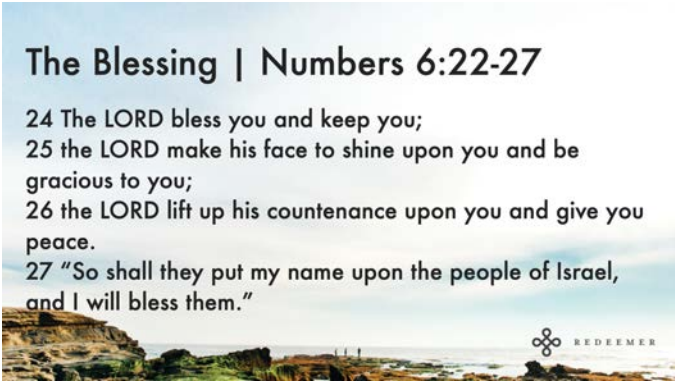 The Blessing | Numbers 6:22-27
24 The LORD bless you and keep you;
25 the LORD make his face to shine upon you and be
gracious to you;
26 the LORD lift up his countenance upon you and give you
peace.
27 “So shall they put my name upon the people of Israel,
and I will bless them.”
REDEEMER